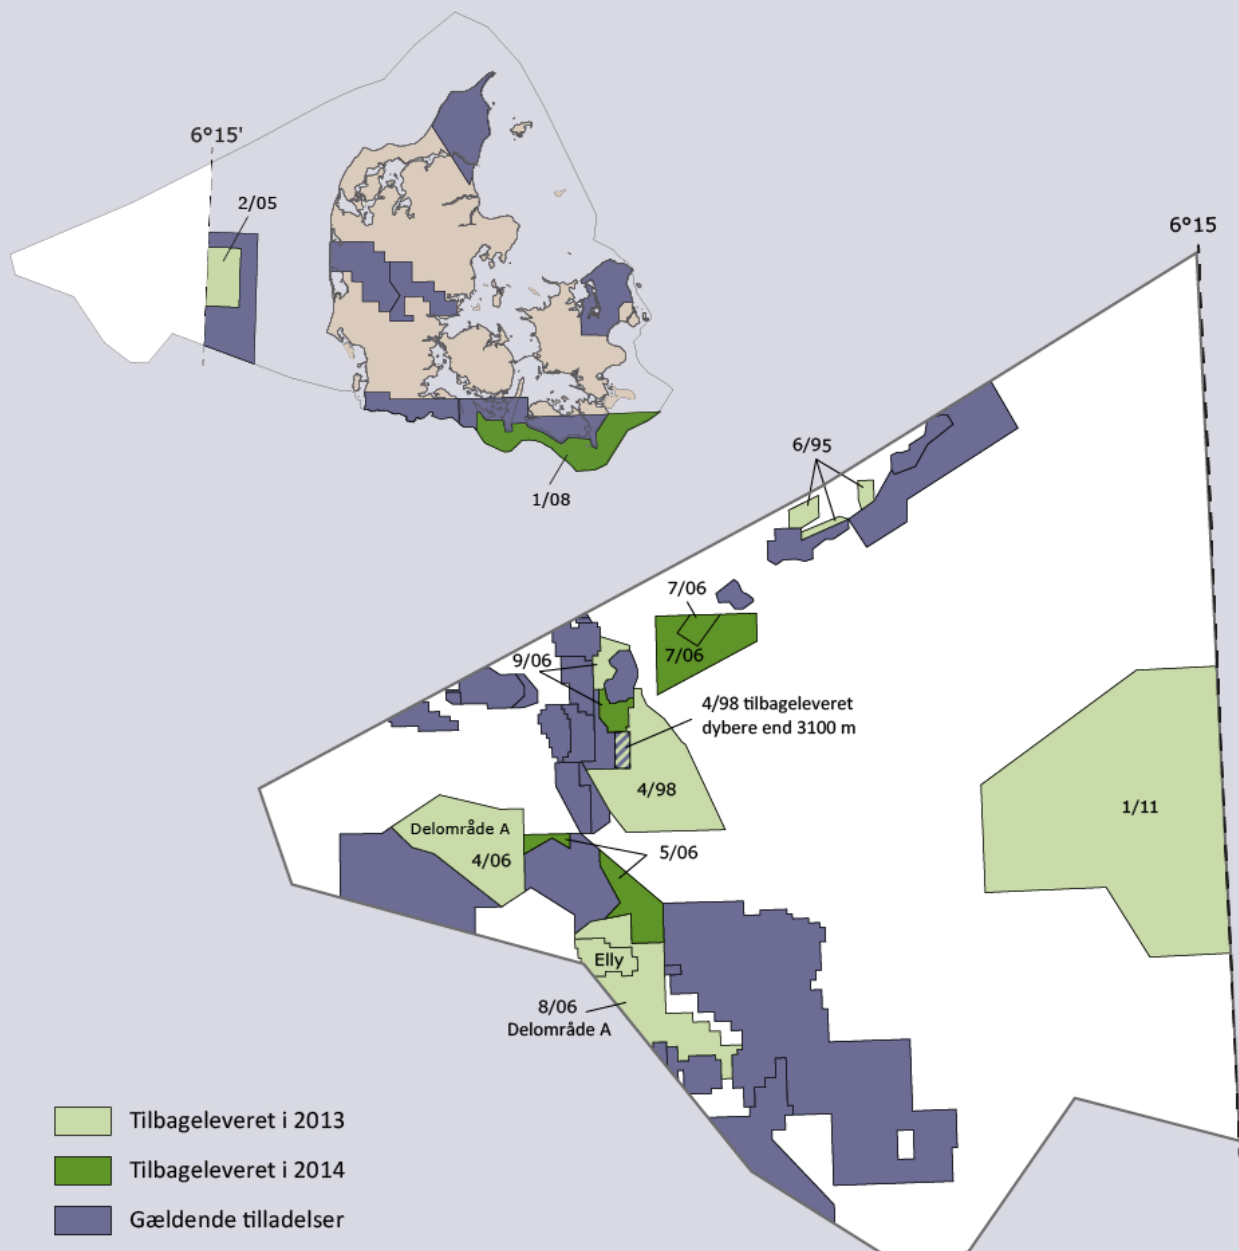 6°15'
2/05
1/08
6°15
6/95
7/06
7/06
9/06
4/98 tilbageleveret
dybere end 3100 m
4/98
1/11
Delområde A
4/06
5/06
Elly
8/06
Delområde A
Tilbageleveret i 2013
Tilbageleveret i 2014
Gældende tilladelser